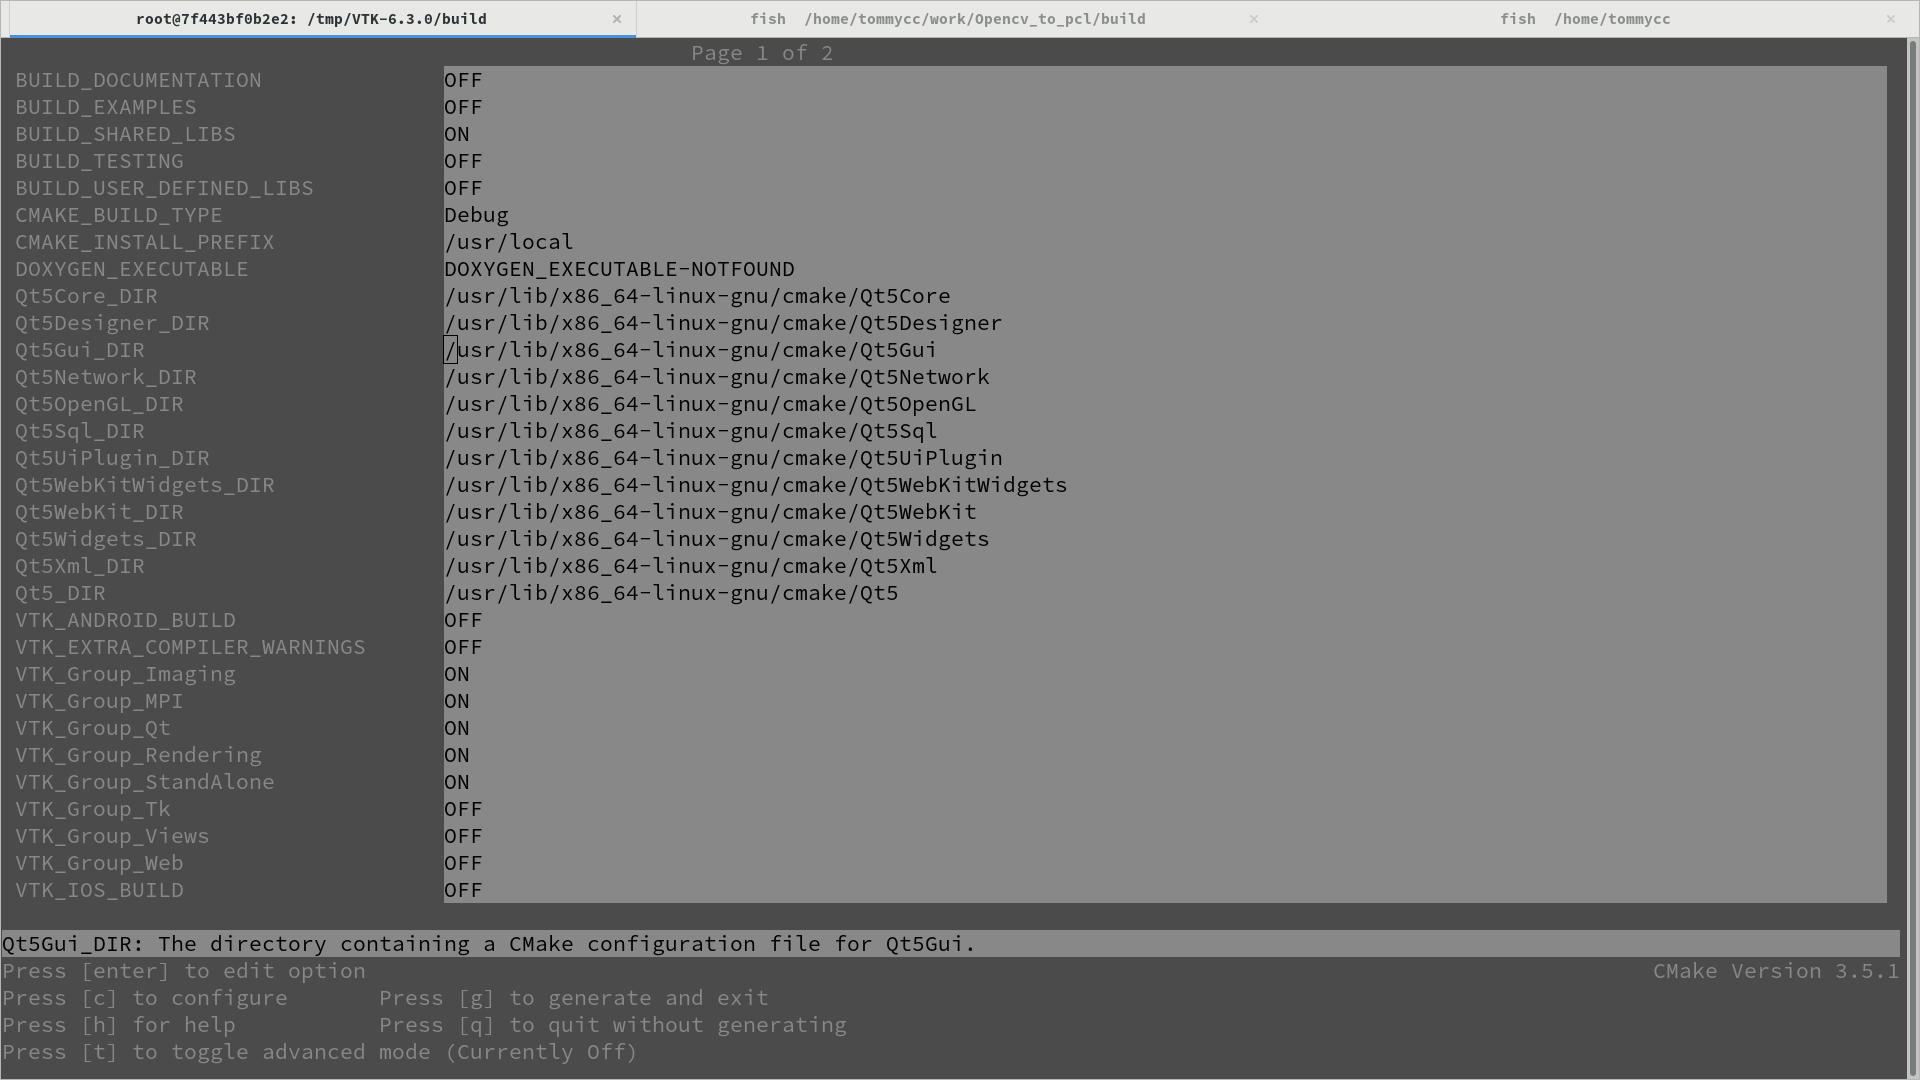 root@7f443bf0b2e2: /tmp/VTK-6.3.0/build × fish /home/tommycc/work/Opencv_to_pcl/build × fish /home/tommycc ×
Page 1 of 2
BUILD_DOCUMENTATION OFF
BUILD_EXAMPLES OFF
BUILD_SHARED_LIBS ON
BUILD_TESTING OFF
BUILD_USER_DEFINED_LIBS OFF
CMAKE_BUILD_TYPE Debug
CMAKE_INSTALL_PREFIX /usr/local
DOXYGEN_EXECUTABLE DOXYGEN_EXECUTABLE-NOTFOUND
Qt5Core_DIR /usr/lib/x86_64-linux-gnu/cmake/Qt5Core
Qt5Designer_DIR /usr/lib/x86_64-linux-gnu/cmake/Qt5Designer
Qt5Gui_DIR /usr/lib/x86_64-linux-gnu/cmake/Qt5Gui
Qt5Network_DIR /usr/lib/x86_64-linux-gnu/cmake/Qt5Network
Qt5OpenGL_DIR /usr/lib/x86_64-linux-gnu/cmake/Qt5OpenGL
Qt5Sql_DIR /usr/lib/x86_64-linux-gnu/cmake/Qt5Sql
Qt5UiPlugin_DIR /usr/lib/x86_64-linux-gnu/cmake/Qt5UiPlugin
Qt5WebKitWidgets_DIR /usr/lib/x86_64-linux-gnu/cmake/Qt5WebKitWidgets
Qt5WebKit_DIR /usr/lib/x86_64-linux-gnu/cmake/Qt5WebKit
Qt5Widgets_DIR /usr/lib/x86_64-linux-gnu/cmake/Qt5Widgets
Qt5Xml_DIR /usr/lib/x86_64-linux-gnu/cmake/Qt5Xml
Qt5_DIR /usr/lib/x86_64-linux-gnu/cmake/Qt5
VTK_ANDROID_BUILD OFF
VTK_EXTRA_COMPILER_WARNINGS OFF
VTK_Group_Imaging ON
VTK_Group_MPI ON
VTK_Group_Qt ON
VTK_Group_Rendering ON
VTK_Group_StandAlone ON
VTK_Group_Tk OFF
VTK_Group_Views OFF
VTK_Group_Web OFF
VTK_IOS_BUILD OFF
Qt5Gui_DIR: The directory containing a CMake configuration file for Qt5Gui.
Press [enter] to edit option CMake Version 3.5.1
Press [c] to configure Press [g] to generate and exit
Press [h] for help Press [q] to quit without generating
Press [t] to toggle advanced mode (Currently Off)